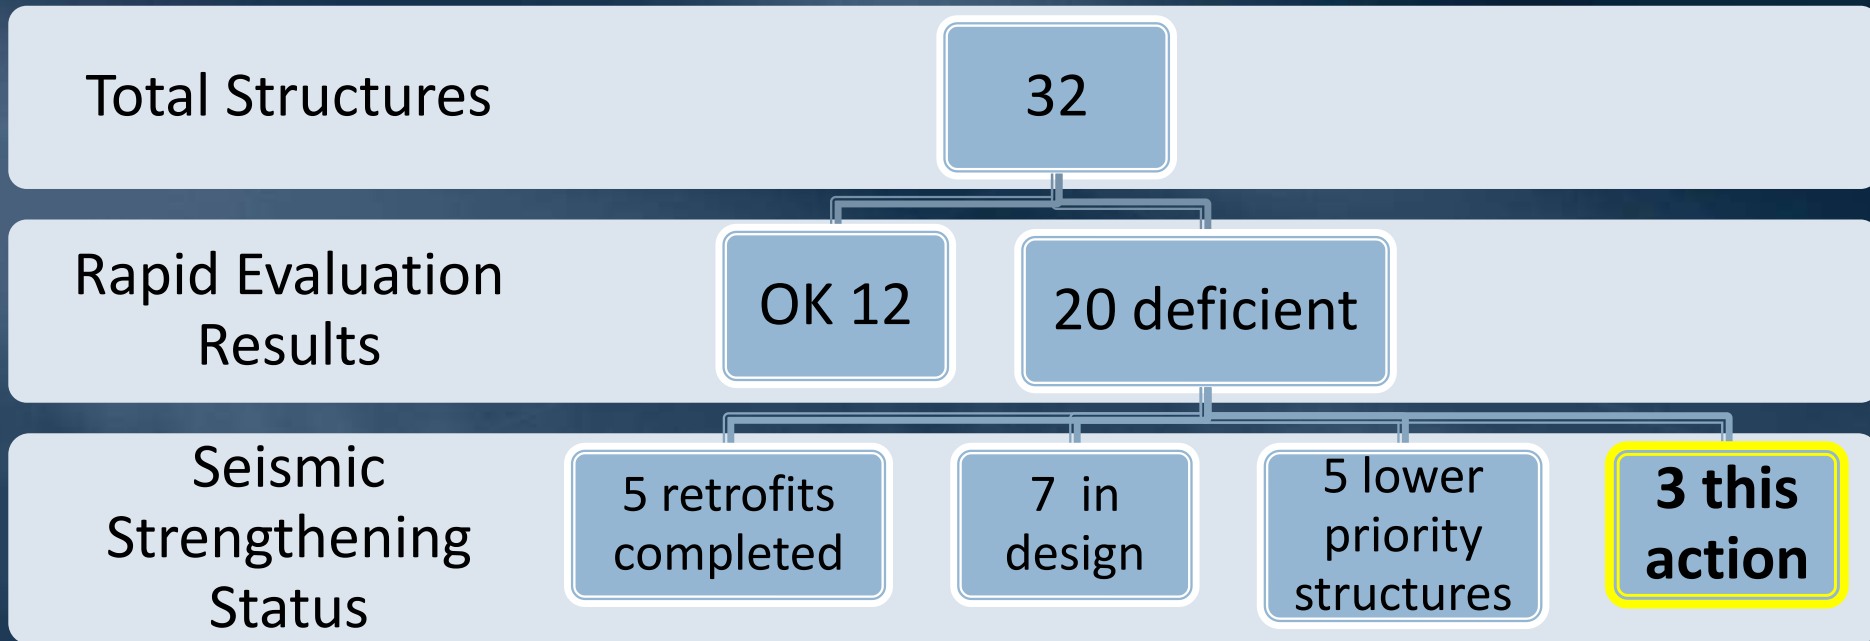 Total Structures
32
Rapid Evaluation
Results
OK 12
20 deficient
Seismic
Strengthening
Status
5 retrofits
completed
7 in
design
5 lower
priority
structures
3 this
action